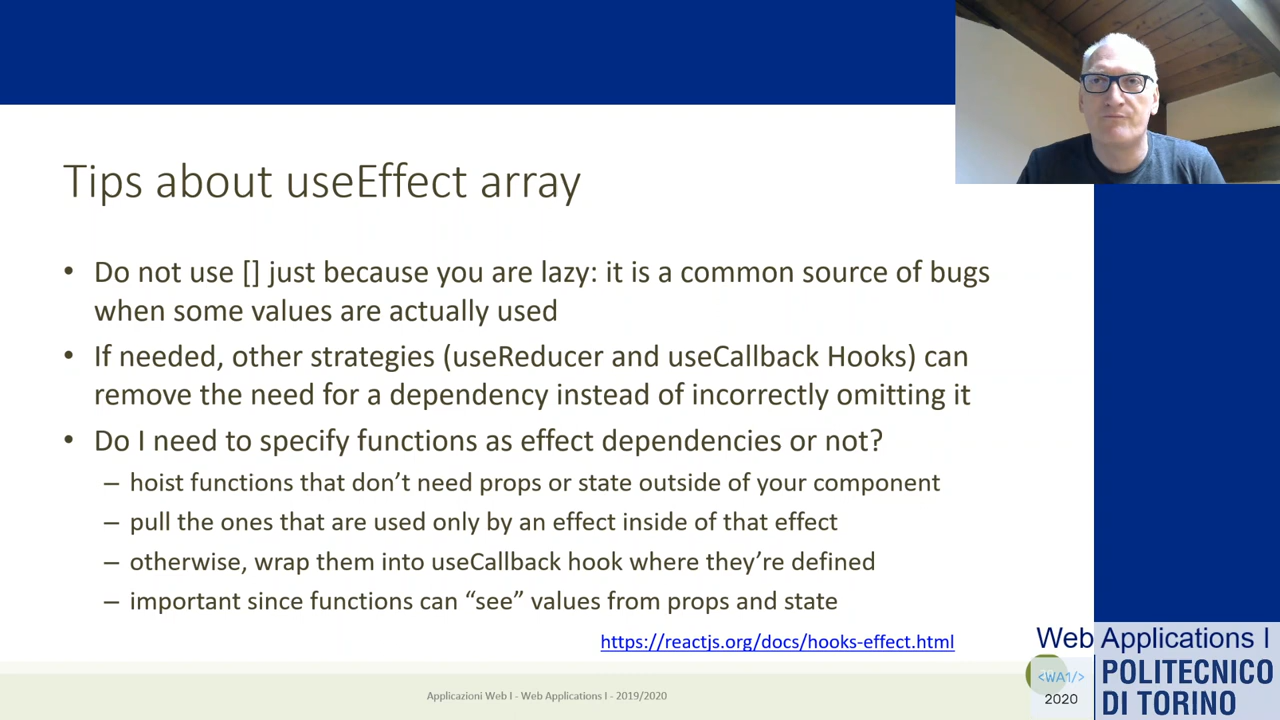 Tips about useEffect array
• Do not use [] just because you are lazy: it is a common source of bugs
when some values are actually used
• If needed, other strategies (useReducer and useCallback Hooks) can
remove the need for a dependency instead of incorrectly omitting it
• Do I need to specify functions as effect dependencies or not?
– hoist functions that don’t need props or state outside of your component
– pull the ones that are used only by an effect inside of that effect
– otherwise, wrap them into useCallback hook where they’re defined
– important since functions can “see” values from props and state
https://reactjs.org/docs/hooks-effect.html
Applicazioni Web I - Web Applications I - 2019/2020
Web Applications I
<WA1/>
2020
POLITECNICO
DI TORINO